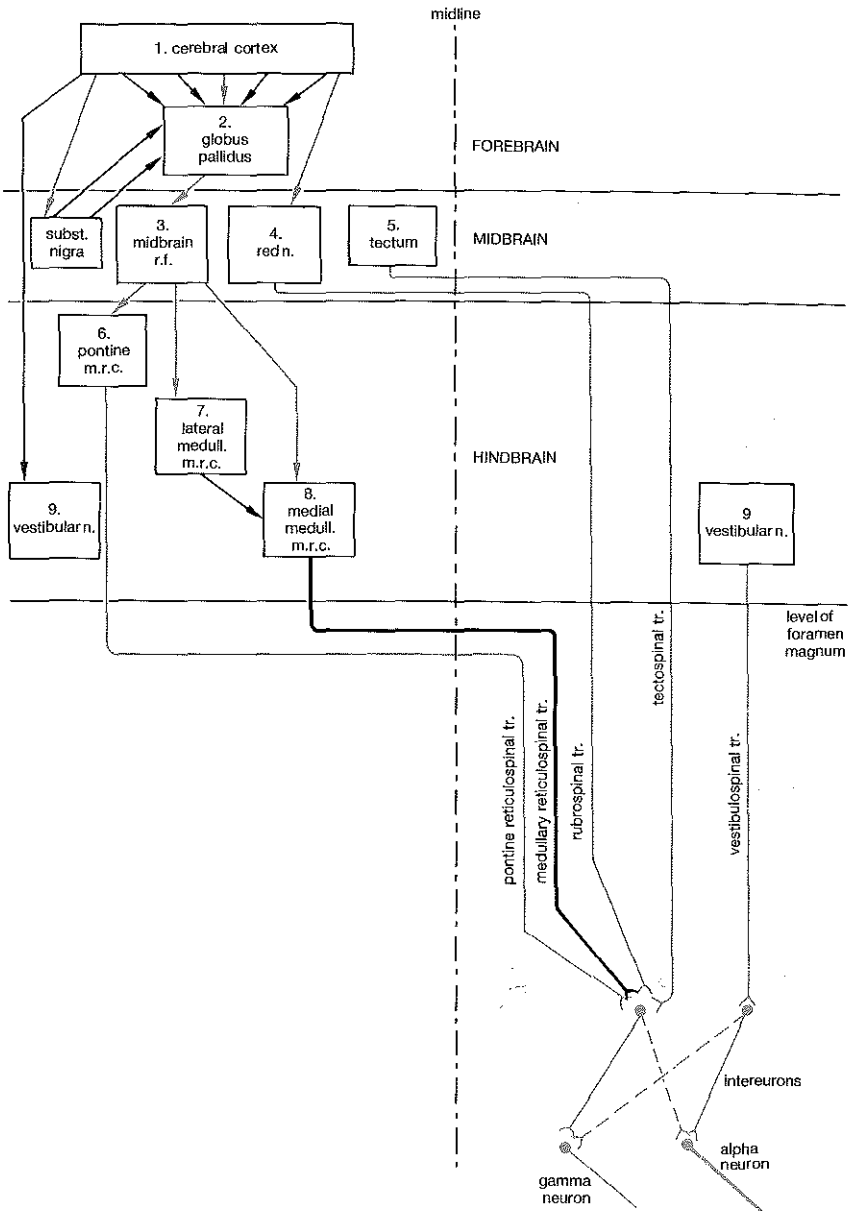 midline
1. cerebral cortex
2.
globus
pallidus
FOREBRAIN
subst.
nigra
3.
midbrain
r.f.
4.
red n.
5.
tectum
MIDBRAIN
6.
pontine
m.r.c.
7.
lateral
medull.
m.r.c.
HINDBRAIN
9.
vestibular n.
8.
medial
medull.
m.r.c.
9
vestibular n.
level of
foramen
magnum
pontine reticulospinal tr.
medullary reticulospinal tr.
rubrospinal tr.
tectospinal tr.
vestibulospinal tr.
intereurons
gamma
neuron
alpha
neuron